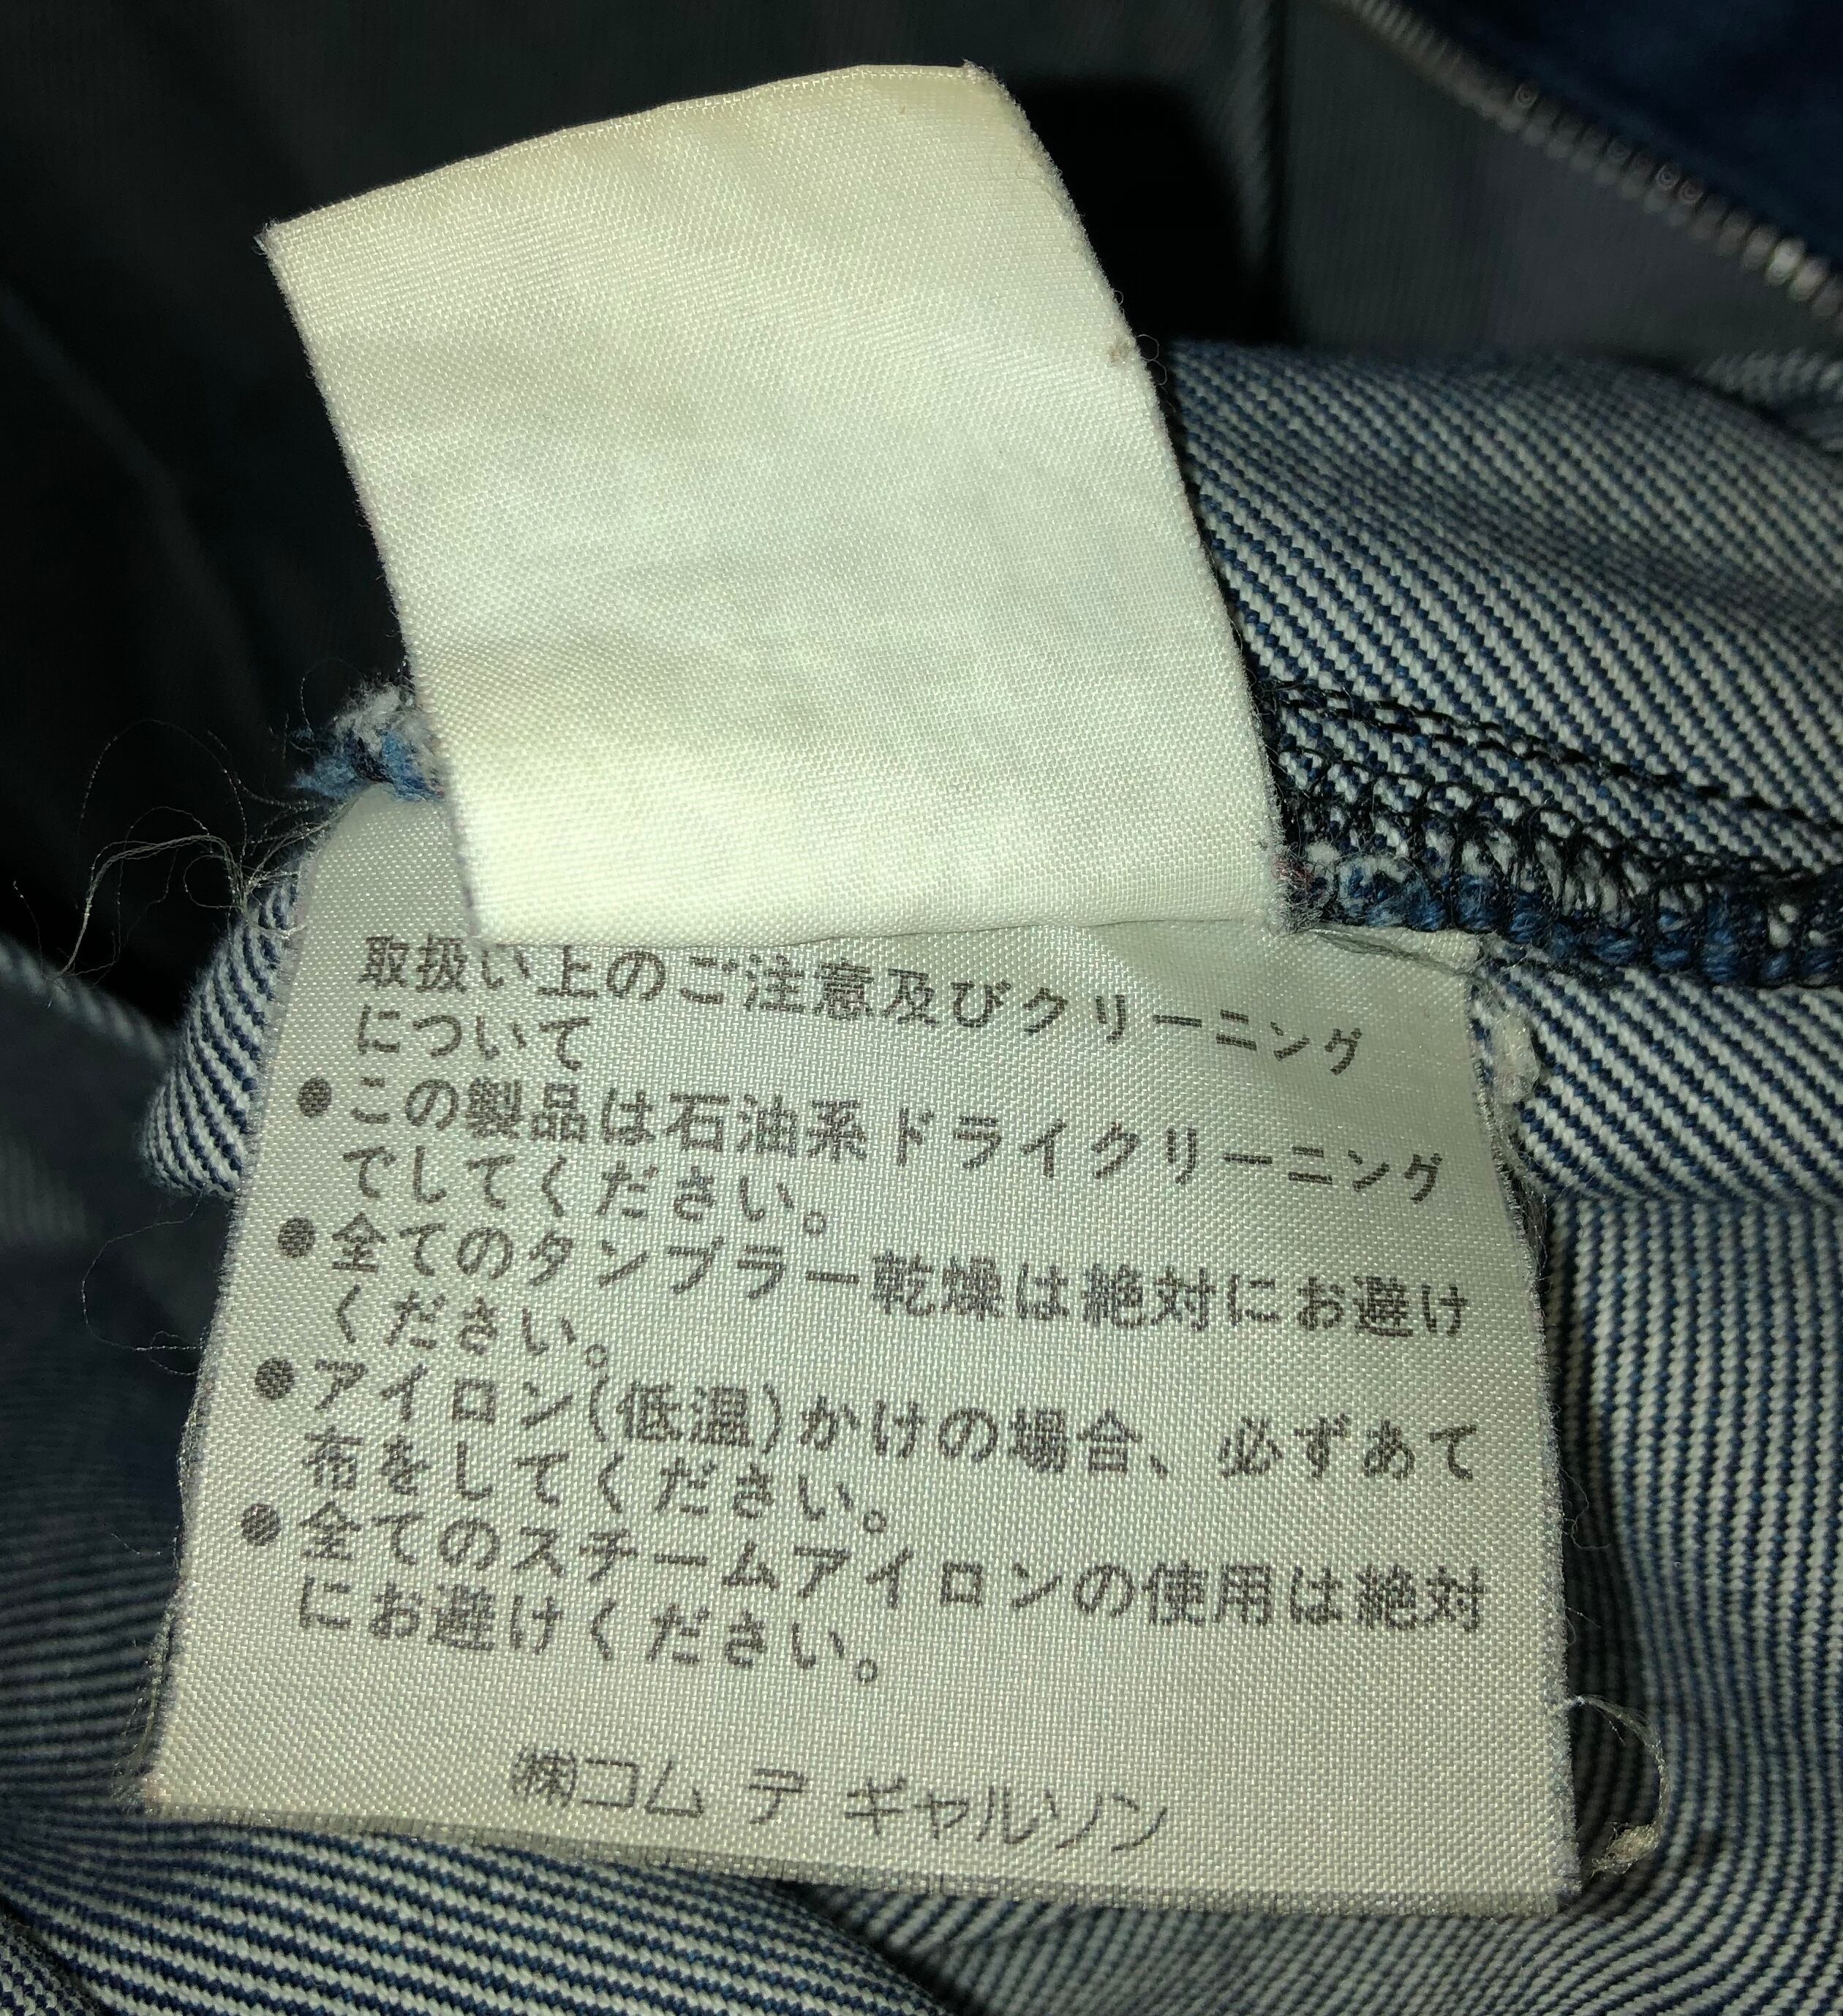 取扱い上のご注意及びクリーニング
について
●この製品は石油系ドライクリーニング
でしてください。
●全てのタンブラー乾燥は絶対にお避け
ください。
●アイロン(低温)かけの場合、必ずあて
布をしてください。
●全てのスチームアイロンの使用は絶対
にお避けください。
㈱コム デ ギャルソン